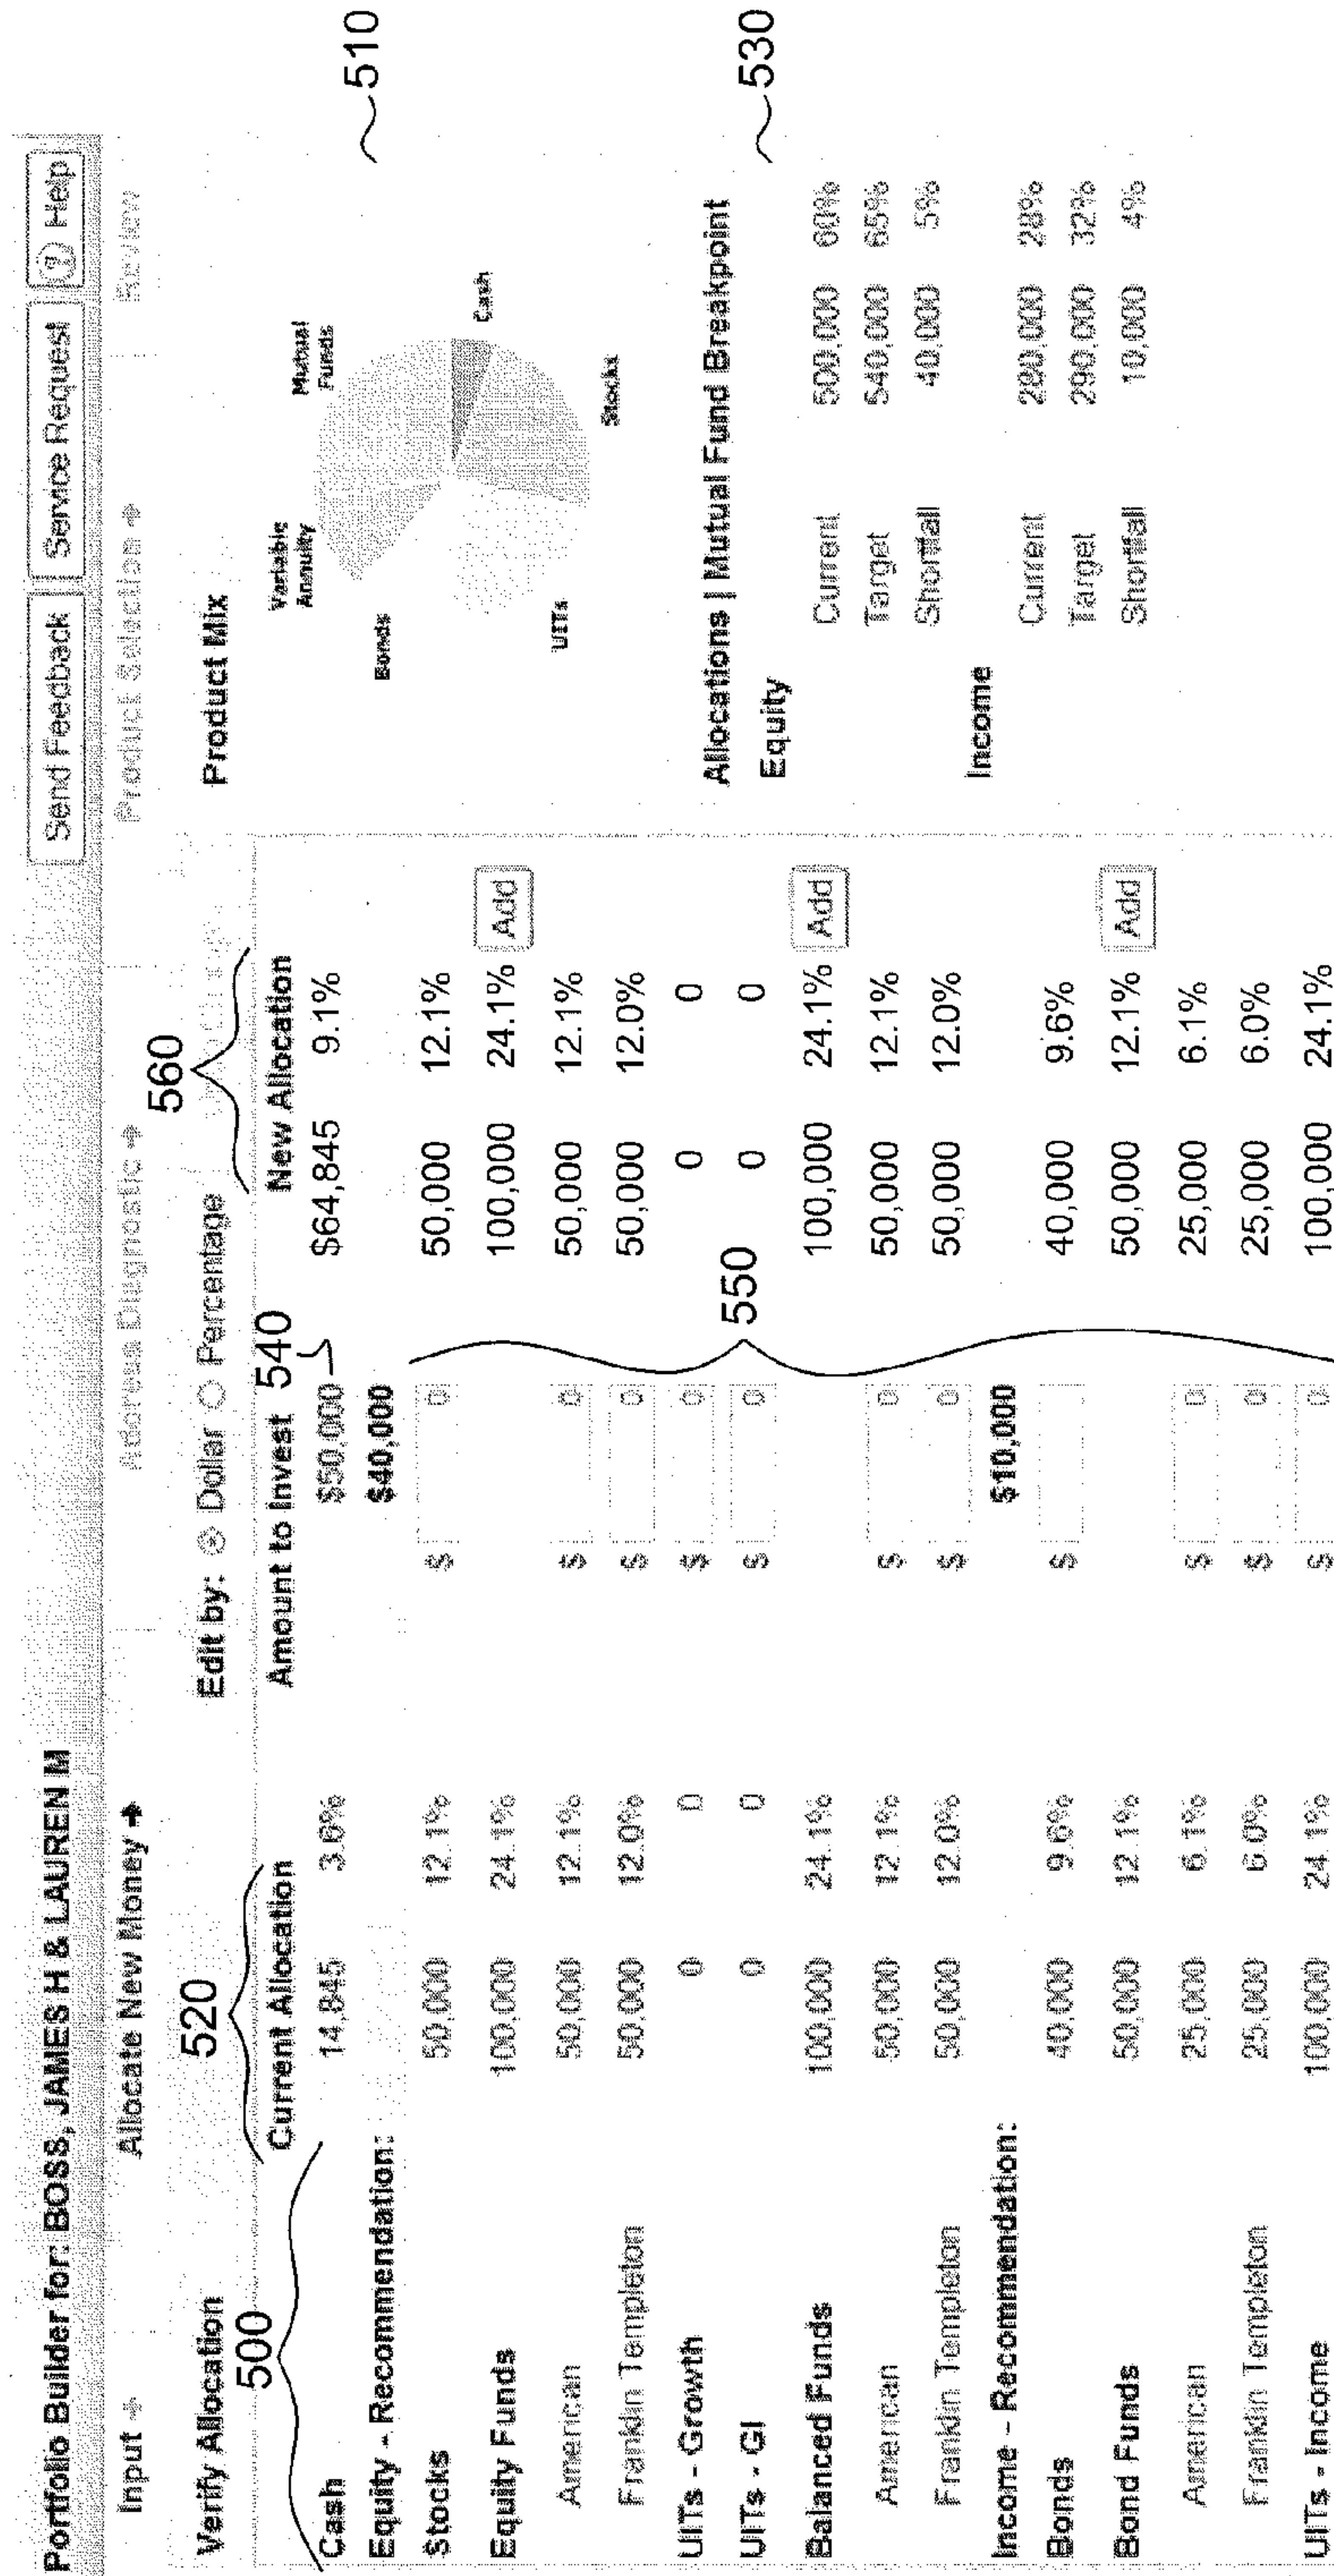 Portfolio Builder for: BOSS, JAMES H & LAUREN M
Send Feedback Service Request ? Help
Input → Allocate New Money → Address Diagnostic → Product Selection → Review
Verify Allocation Edit by: Dollar Percentage Product Mix
500 520 540 560
Current Allocation Amount to Invest New Allocation
Cash 14,845 3.6% $50,000 $64,845 9.1%
Equity - Recommendation: $40,000
Stocks 50,000 12.1% $ 0 50,000 12.1%
Equity Funds 100,000 24.1% 100,000 24.1% Add
American 50,000 12.1% $ 0 50,000 12.1%
Franklin Templeton 50,000 12.0% $ 0 50,000 12.0%
UITs - Growth 0 0 $ 0 0 0
UITs - GI 0 0 $ 0 0 0
550
Balanced Funds 100,000 24.1% 100,000 24.1% Add
American 50,000 12.1% $ 0 50,000 12.1%
Franklin Templeton 50,000 12.0% $ 0 50,000 12.0%
Income - Recommendation: $10,000
Bonds 40,000 9.6% $ 40,000 9.6%
Bond Funds 50,000 12.1% 50,000 12.1% Add
American 25,000 6.1% $ 0 25,000 6.1%
Franklin Templeton 25,000 6.0% $ 0 25,000 6.0%
UITs - Income 100,000 24.1% $ 0 100,000 24.1%
510
Variable Annuity
Mutual Funds
Bonds
Cash
UITs
Stocks
530
Allocations | Mutual Fund Breakpoint
Equity
Current 500,000 60%
Target 540,000 65%
Shortfall 40,000 5%
Income
Current 280,000 28%
Target 290,000 32%
Shortfall 10,000 4%